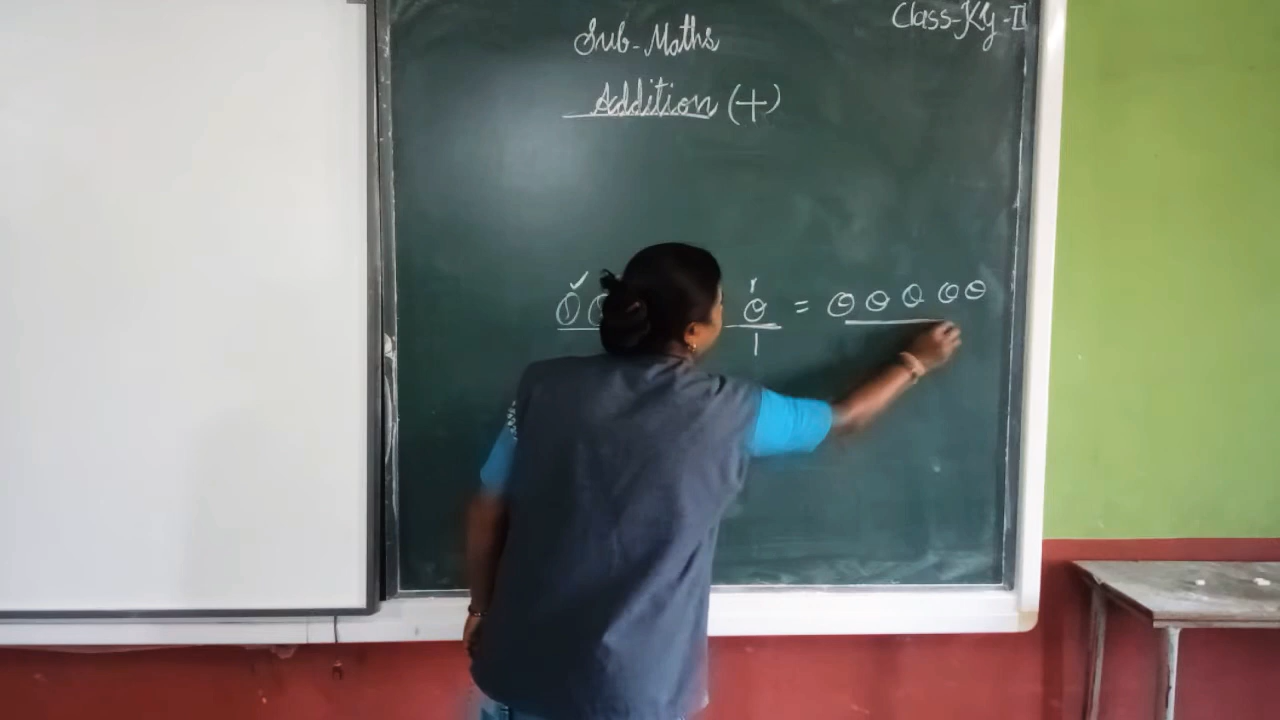 Class-KG-II
Sub-Maths
Addition (+)
=
1